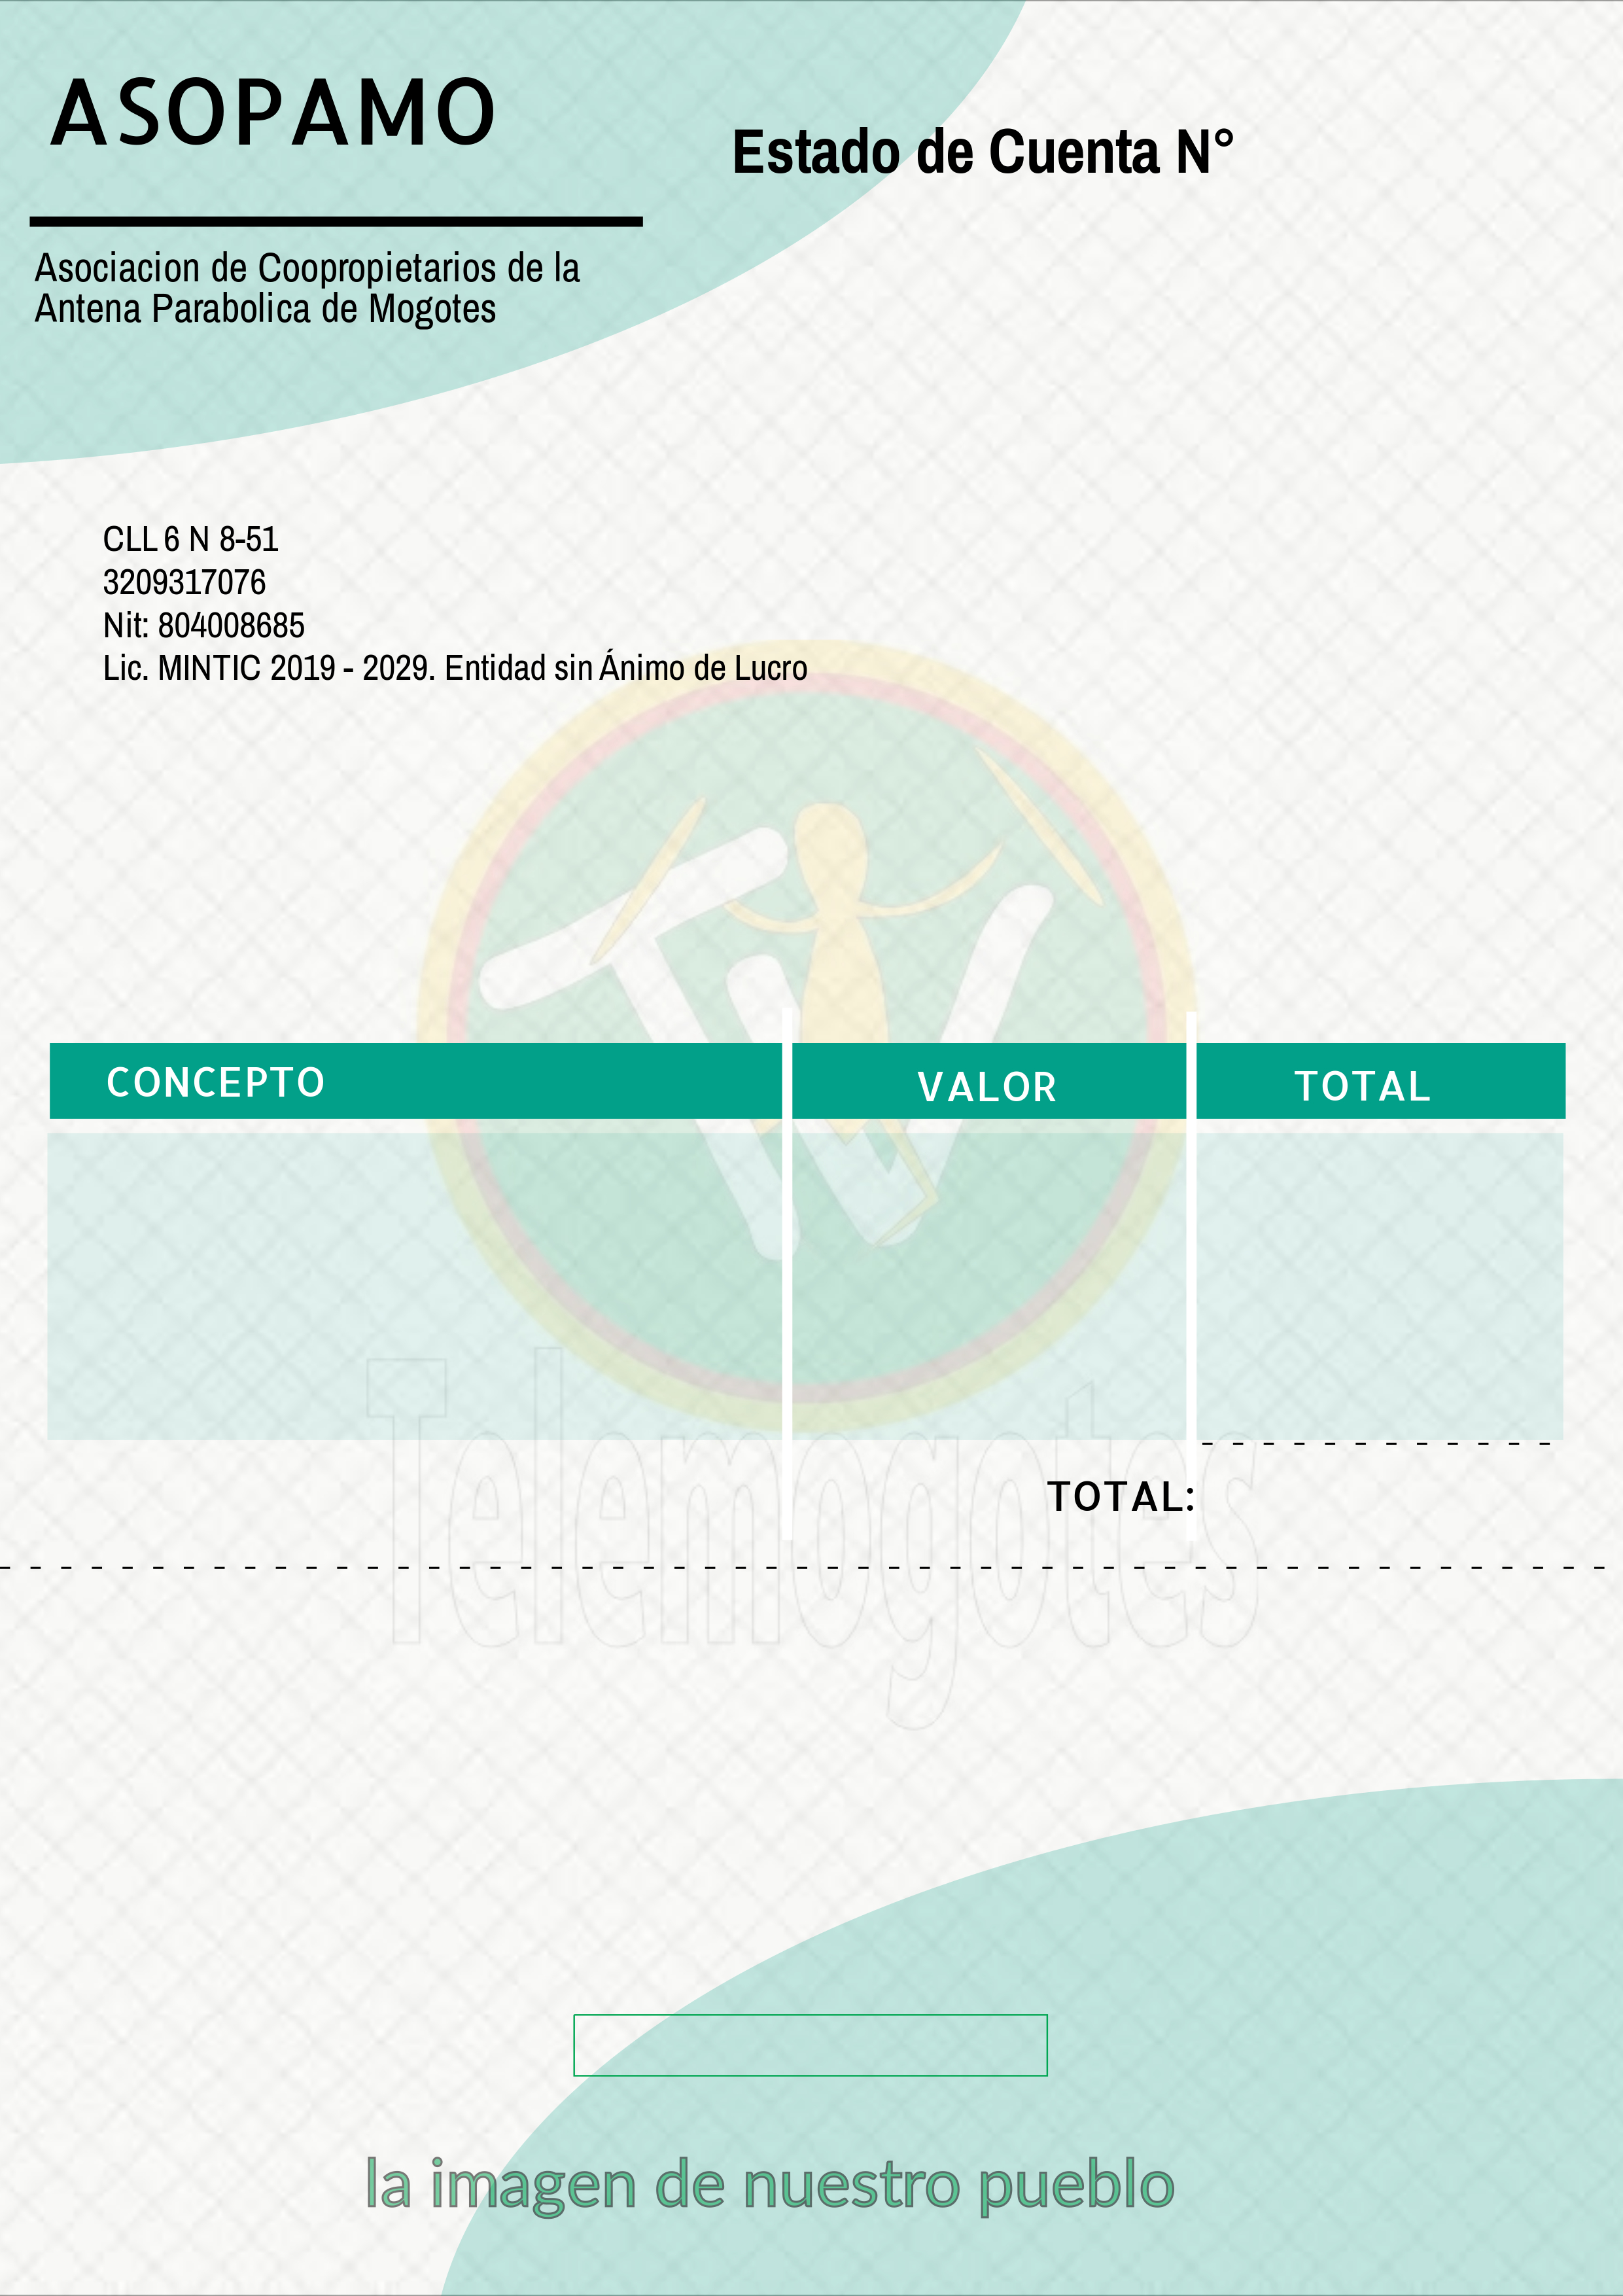 ASOPAMO
Estado de Cuenta N°
Asociacion de Coopropietarios de la
Antena Parabolica de Mogotes
CLL 6 N 8-51
3209317076
Nit: 804008685
Lic. MINTIC 2019 - 2029. Entidad sin Ánimo de Lucro
TV
CONCEPTO VALOR TOTAL
TOTAL:
Telemogotes
la imagen de nuestro pueblo